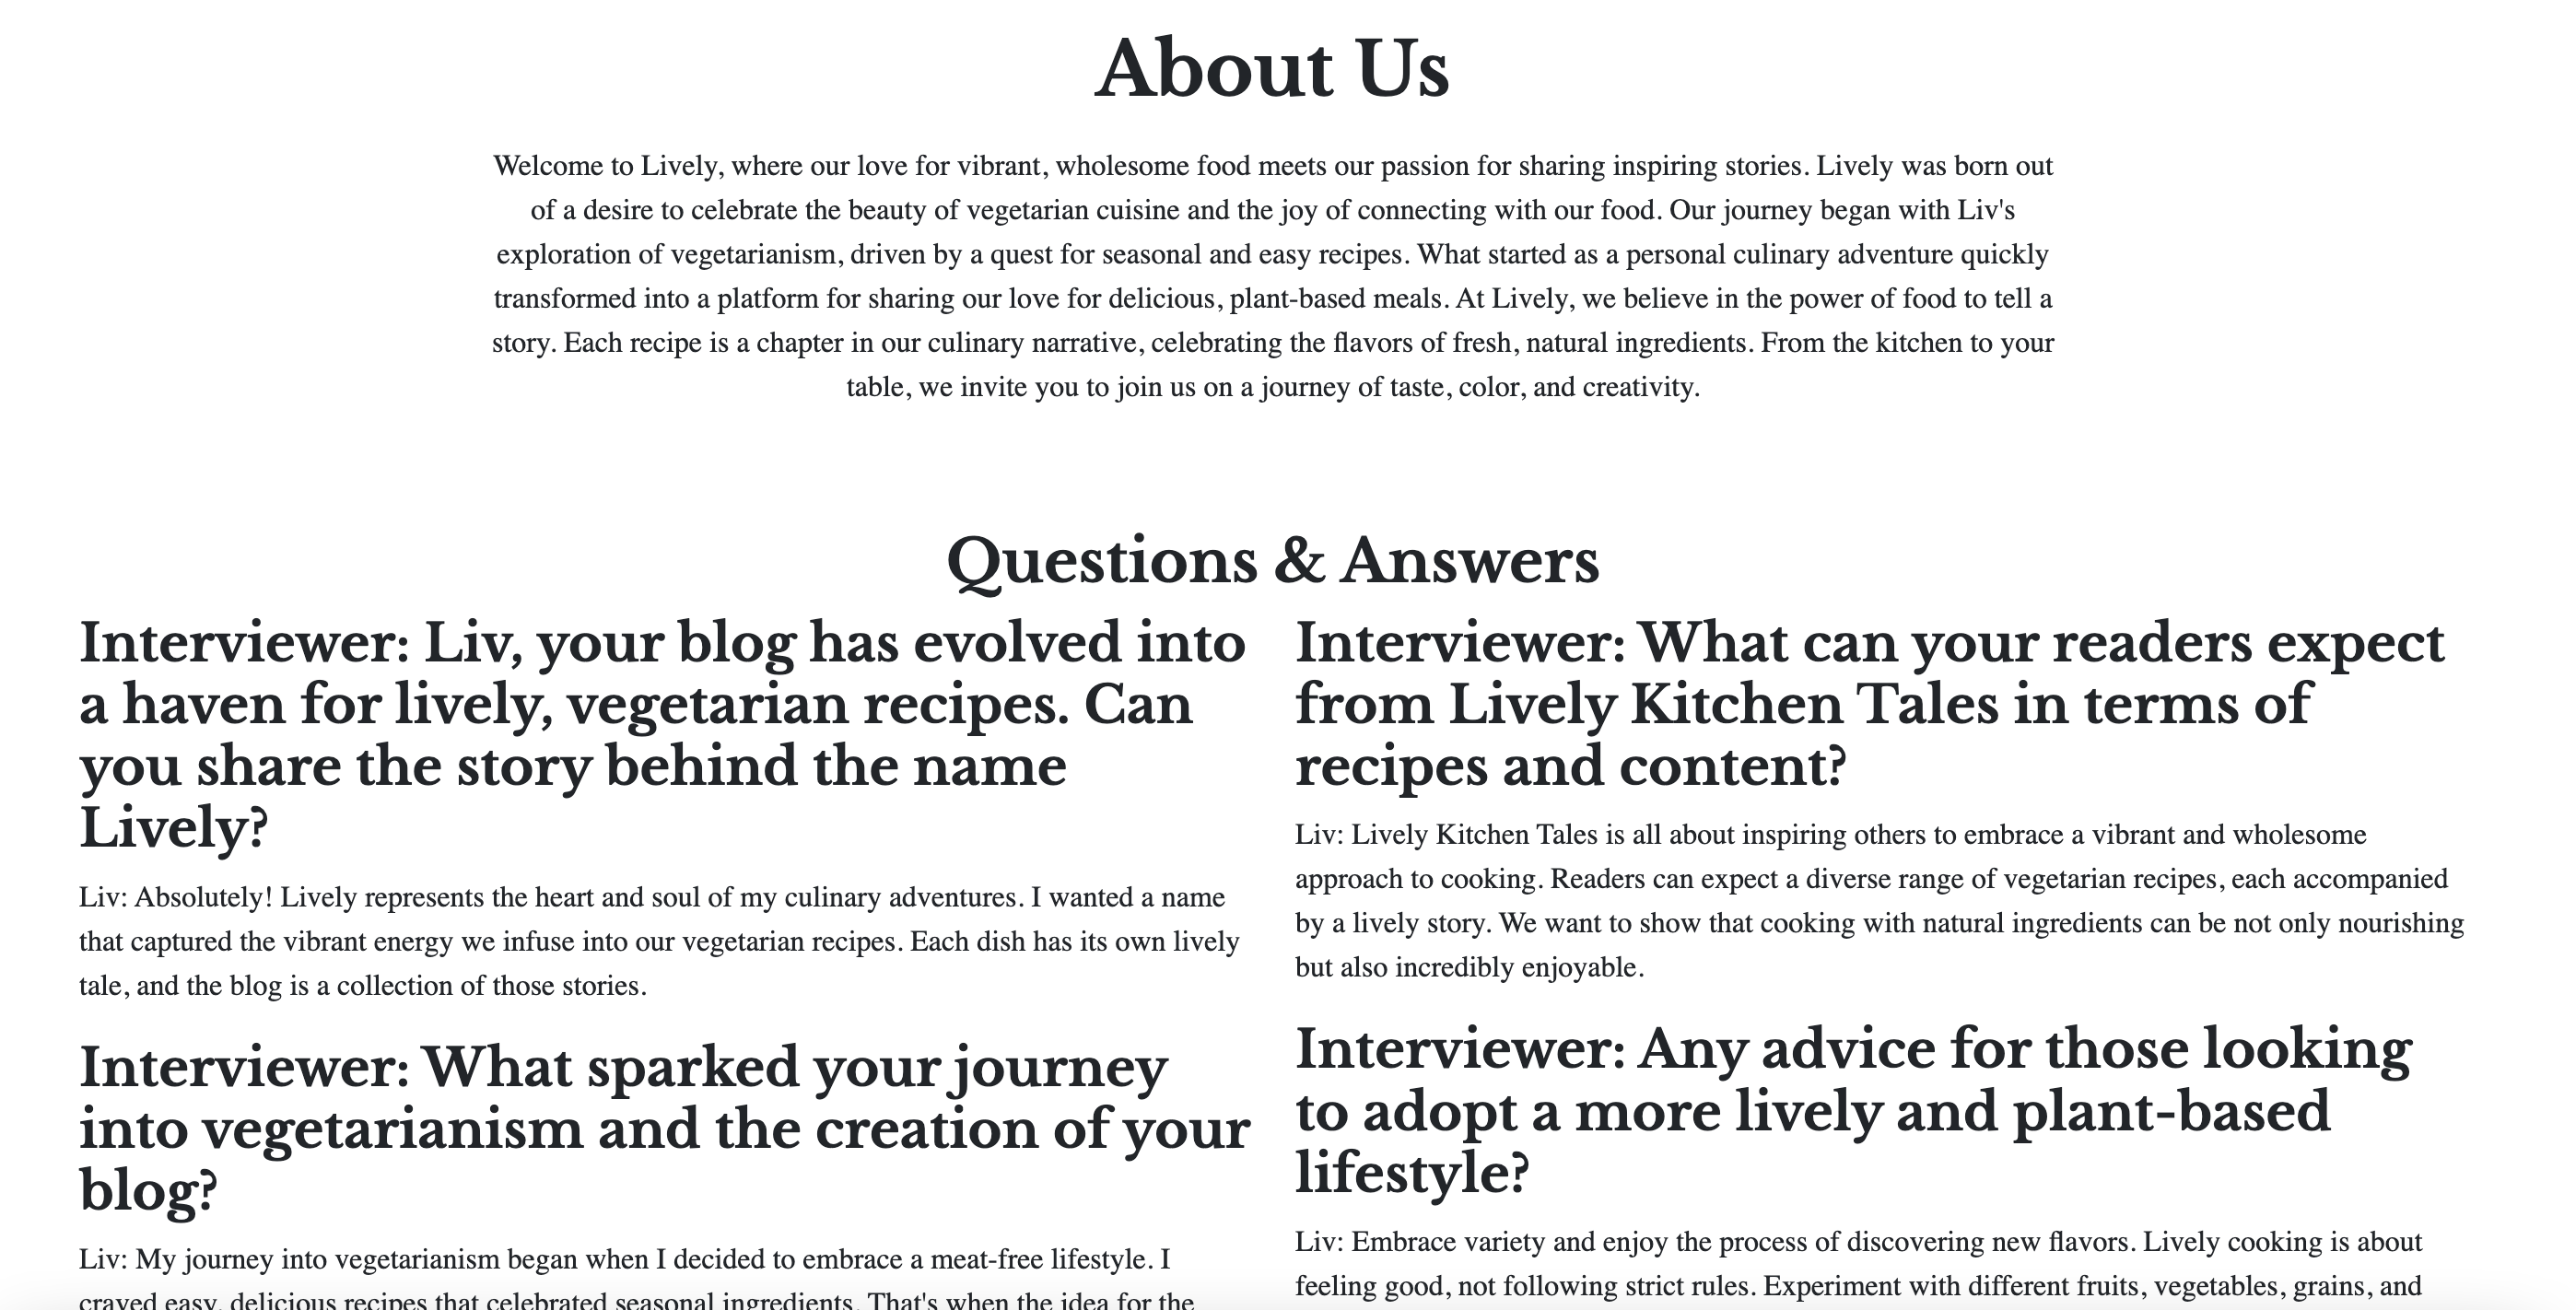 About Us
Welcome to Lively, where our love for vibrant, wholesome food meets our passion for sharing inspiring stories. Lively was born out
of a desire to celebrate the beauty of vegetarian cuisine and the joy of connecting with our food. Our journey began with Liv's
exploration of vegetarianism, driven by a quest for seasonal and easy recipes. What started as a personal culinary adventure quickly
transformed into a platform for sharing our love for delicious, plant-based meals. At Lively, we believe in the power of food to tell a
story. Each recipe is a chapter in our culinary narrative, celebrating the flavors of fresh, natural ingredients. From the kitchen to your
table, we invite you to join us on a journey of taste, color, and creativity.
Questions & Answers
Interviewer: Liv, your blog has evolved into
a haven for lively, vegetarian recipes. Can
you share the story behind the name
Lively?
Liv: Absolutely! Lively represents the heart and soul of my culinary adventures. I wanted a name
that captured the vibrant energy we infuse into our vegetarian recipes. Each dish has its own lively
tale, and the blog is a collection of those stories.
Interviewer: What sparked your journey
into vegetarianism and the creation of your
blog?
Liv: My journey into vegetarianism began when I decided to embrace a meat-free lifestyle. I
craved easy, delicious recipes that celebrated seasonal ingredients. That's when the idea for the
Interviewer: What can your readers expect
from Lively Kitchen Tales in terms of
recipes and content?
Liv: Lively Kitchen Tales is all about inspiring others to embrace a vibrant and wholesome
approach to cooking. Readers can expect a diverse range of vegetarian recipes, each accompanied
by a lively story. We want to show that cooking with natural ingredients can be not only nourishing
but also incredibly enjoyable.
Interviewer: Any advice for those looking
to adopt a more lively and plant-based
lifestyle?
Liv: Embrace variety and enjoy the process of discovering new flavors. Lively cooking is about
feeling good, not following strict rules. Experiment with different fruits, vegetables, grains, and